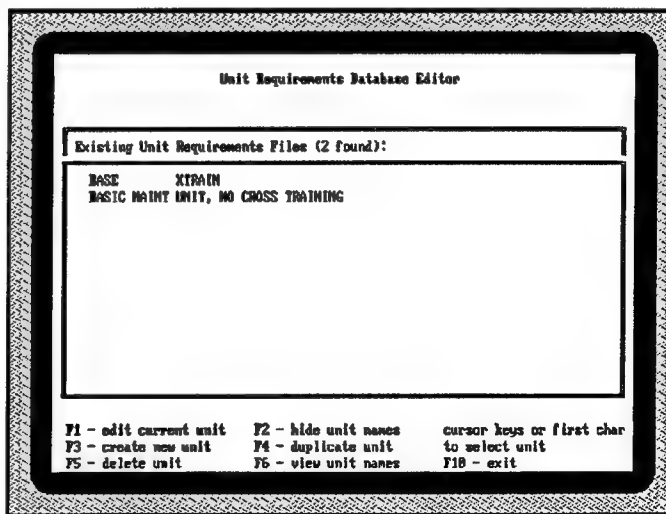 Unit Requirements Database Editor
Existing Unit Requirements Files (2 found):
BASE XTRAIN
BASIC MAINT UNIT, NO CROSS TRAINING
F1 - edit current unit F2 - hide unit names cursor keys or first char
F3 - create new unit F4 - duplicate unit to select unit
F5 - delete unit F6 - view unit names F10 - exit